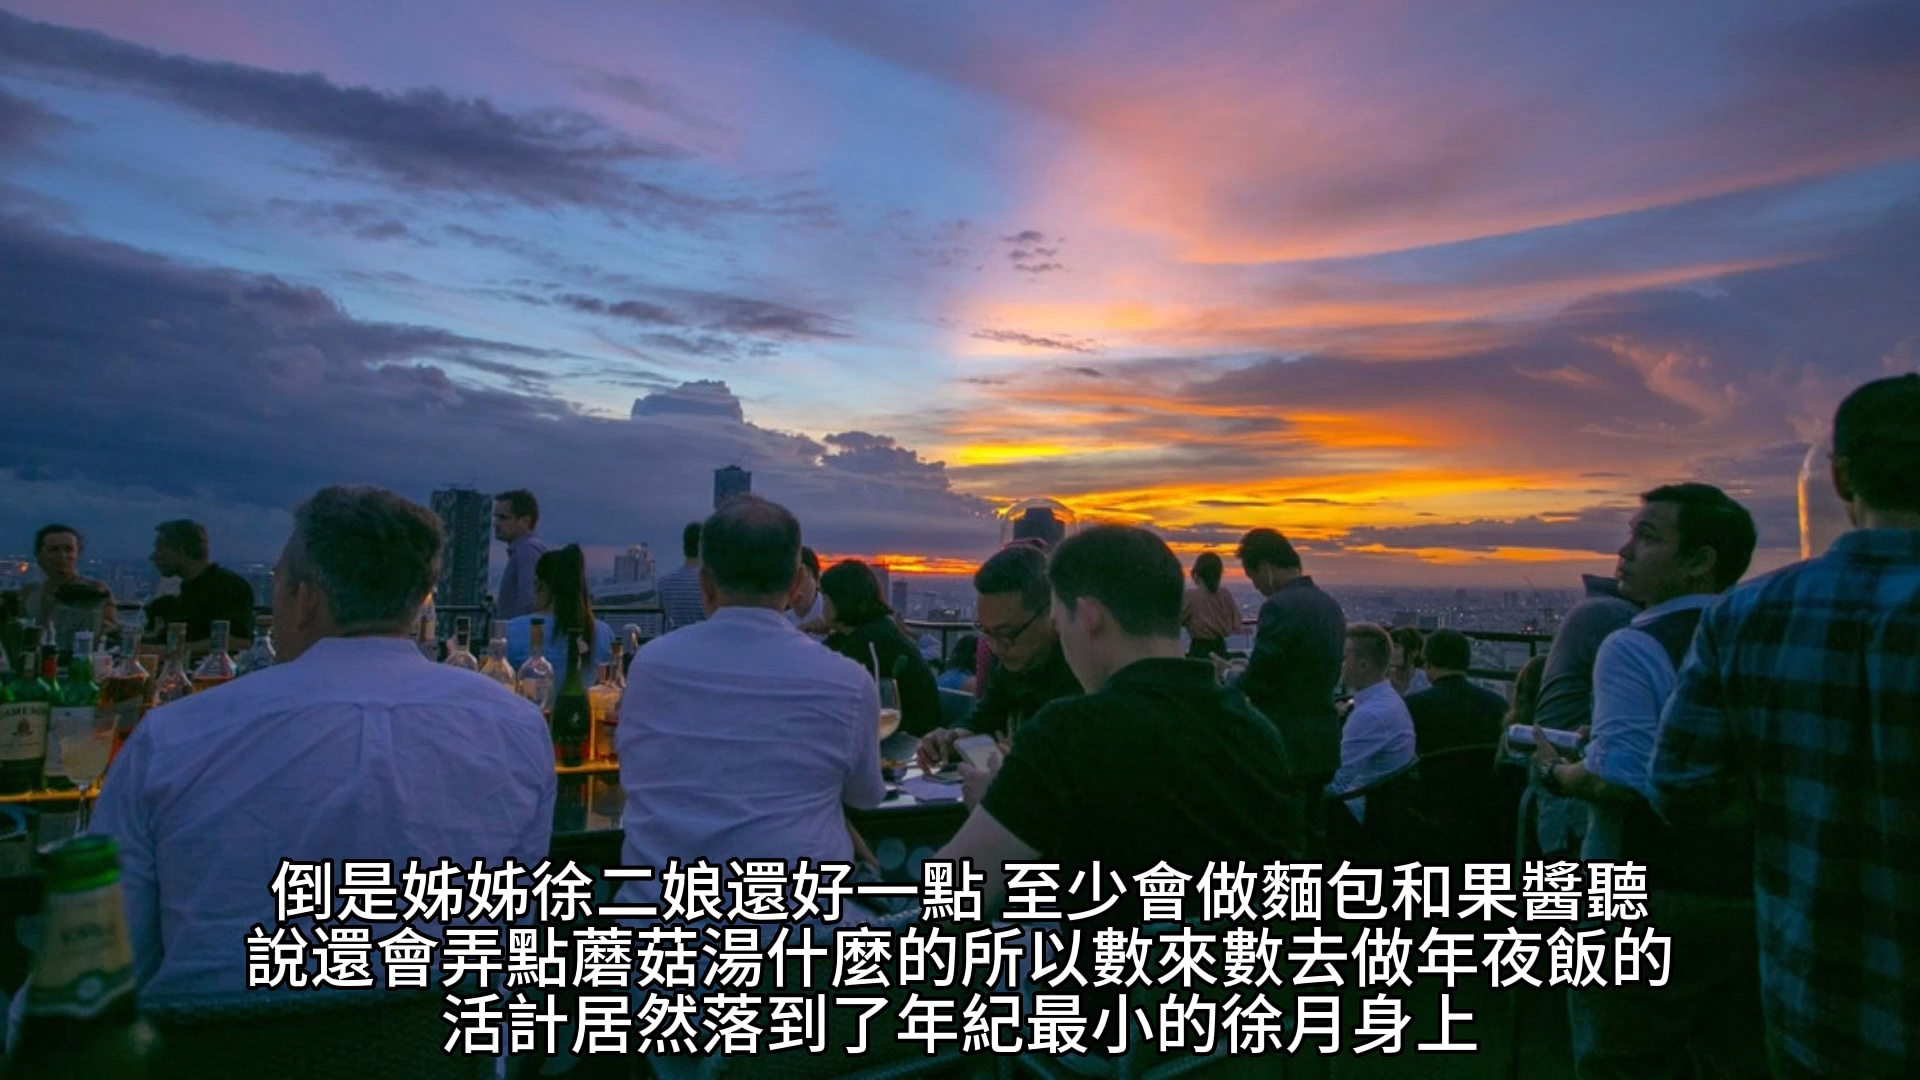 倒是姊姊徐二娘還好一點 至少會做麵包和果醬聽
說還會弄點蘑菇湯什麼的所以數來數去做年夜飯的
活計居然落到了年紀最小的徐月身上
JAMESON